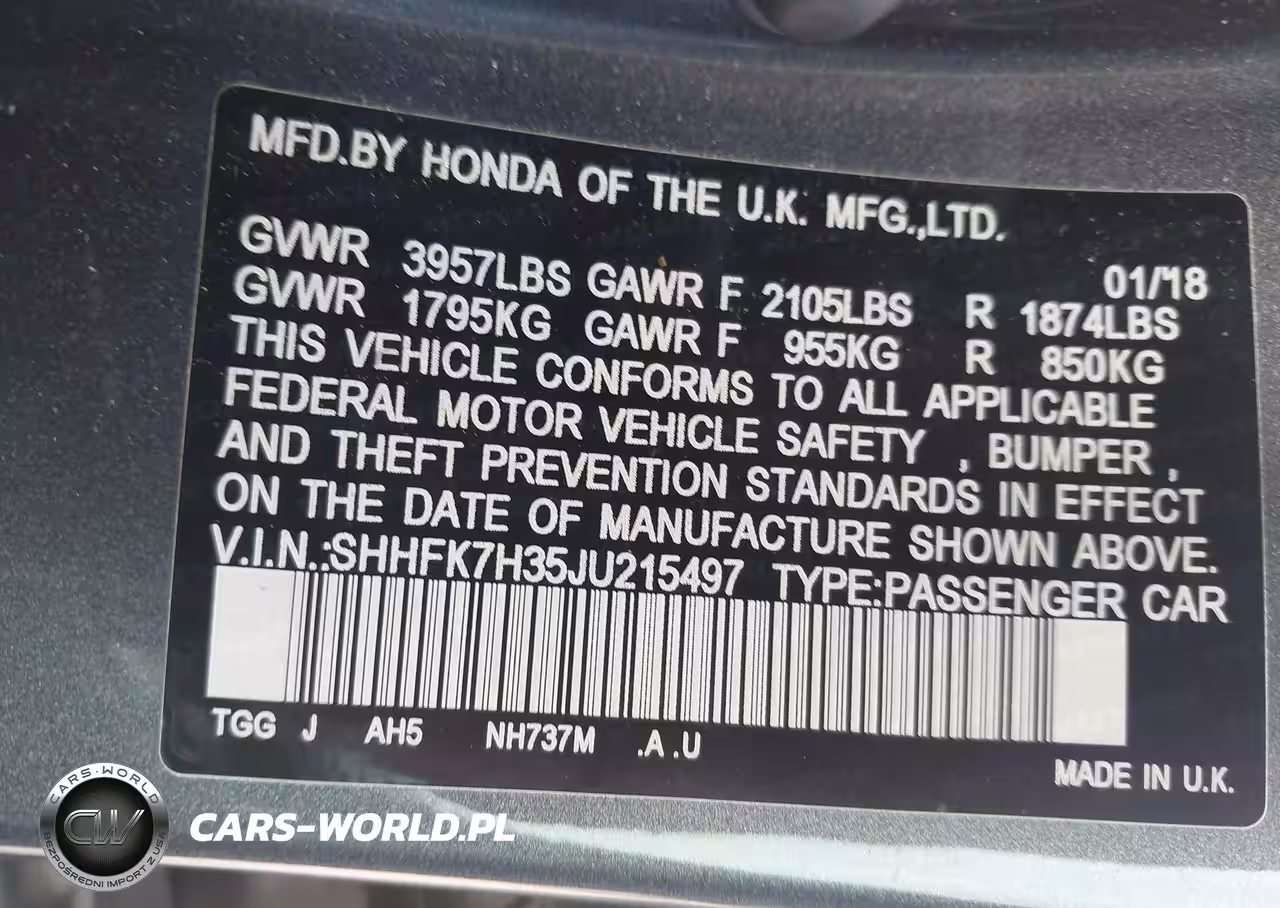 MFD.BY HONDA OF THE U.K. MFG.,LTD.
01/'18
GVWR 3957LBS GAWR F 2105LBS R 1874LBS
GVWR 1795KG GAWR F 955KG R 850KG
THIS VEHICLE CONFORMS TO ALL APPLICABLE
FEDERAL MOTOR VEHICLE SAFETY , BUMPER ,
AND THEFT PREVENTION STANDARDS IN EFFECT
ON THE DATE OF MANUFACTURE SHOWN ABOVE.
V.I.N.:SHHFK7H35JU215497 TYPE:PASSENGER CAR
TGG J AH5 NH737M .A .U
MADE IN U.K.
CARS-WORLD
CW
BEZPOŚREDNI IMPORT Z USA
CARS-WORLD.PL